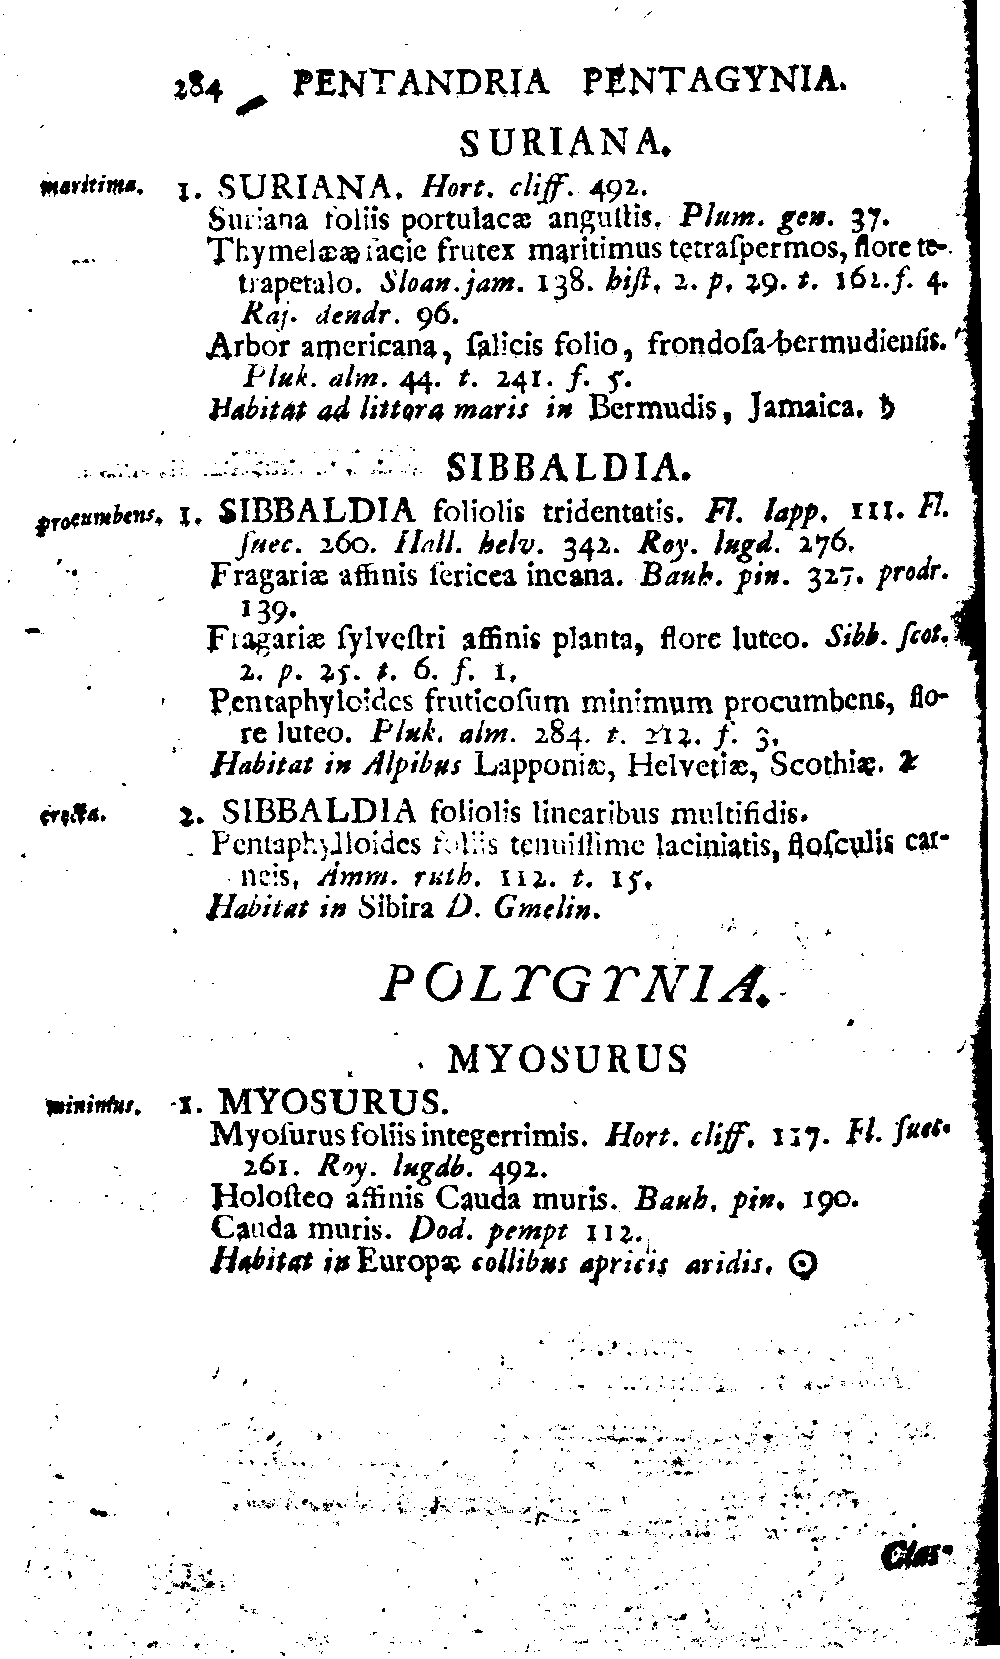 284 PENTANDRIA PENTAGYNIA.
SURIANA.
maritima. 1. SURIANA. Hort. cliff. 492.
Suriana foliis portulacæ anguſtis. Plum. gen. 37.
Thymelææ facie frutex maritimus tetraſpermos, flore te-
trapetalo. Sloan. jam. 138. hiſt. 2. p. 29. t. 162. f. 4.
Raj. dendr. 96.
Arbor americana, ſalicis folio, frondoſa bermudienſis.
Pluk. alm. 44. t. 241. f. 5.
Habitat ad littora maris in Bermudis, Jamaica. ♄
SIBBALDIA.
procumbens. 1. SIBBALDIA foliolis tridentatis. Fl. lapp. 111. Fl.
ſuec. 260. Hall. helv. 342. Roy. lugd. 276.
Fragariæ affinis ſericea incana. Bauh. pin. 327. prodr.
139.
Fragariæ ſylveſtri affinis planta, flore luteo. Sibb. ſcot.
2. p. 25. t. 6. f. 1.
Pentaphyloides fruticoſum minimum procumbens, flo-
re luteo. Pluk. alm. 284. t. 212. f. 3.
Habitat in Alpibus Lapponiæ, Helvetiæ, Scothiæ. ♃
erecta. 2. SIBBALDIA foliolis linearibus multifidis.
Pentaphylloides foliis tenuiſſime laciniatis, floſculis car-
neis. Amm. ruth. 112. t. 15.
Habitat in Sibira D. Gmelin.
POLYGYNIA.
MYOSURUS
minimus. 1. MYOSURUS.
Myoſurus foliis integerrimis. Hort. cliff. 117. Fl. ſuec.
261. Roy. lugdb. 492.
Holoſteo affinis Cauda muris. Bauh. pin. 190.
Cauda muris. Dod. pempt 112.
Habitat in Europæ collibus apricis aridis. ☉
Clas-